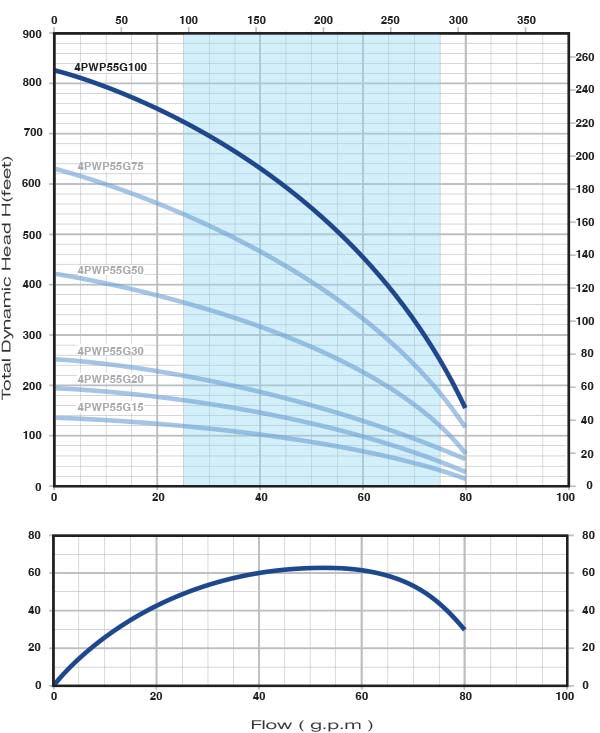 0 50 100 150 200 250 300 350
900
4PWP55G100
260
800
240
220
700
200
4PWP55G75
600
180
160
500
140
4PWP55G50
400
120
100
300
4PWP55G30
80
4PWP55G20
200
60
4PWP55G15
100
40
20
0 0
0 20 40 60 80 100
Total Dynamic Head H(feet)
80 80
60 60
40 40
20 20
0 0
0 20 40 60 80 100
Flow ( g.p.m )